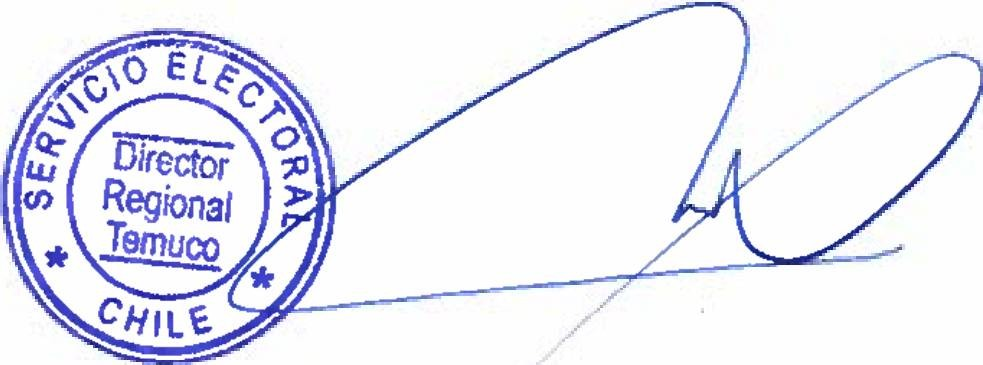 SERVICIO ELECTORAL
Director
Regional
Temuco
* CHILE *